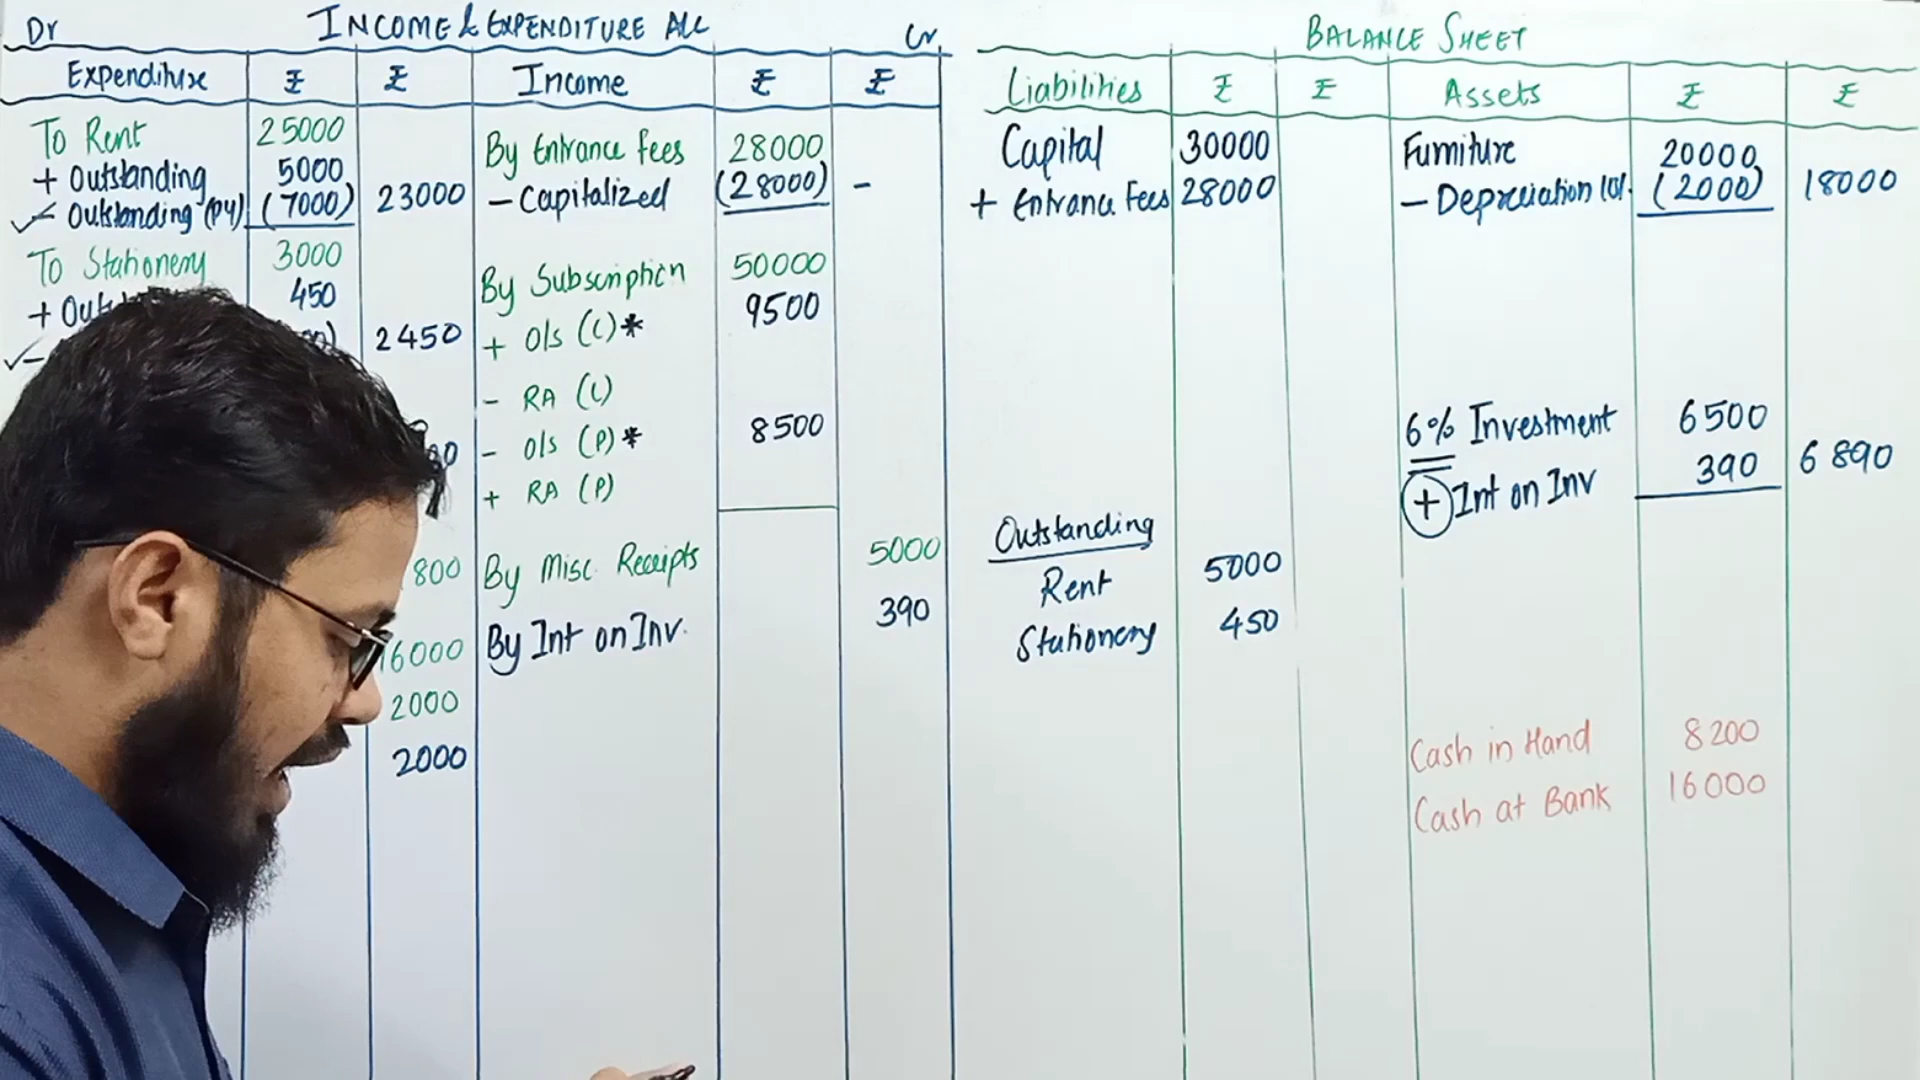 Dr INCOME & EXPENDITURE A/C Cr
Expenditure ₹ ₹ Income ₹ ₹
To Rent 25000
+ Outstanding 5000
- Outstanding (PY) (7000) 23000
To Stationery 3000
450
2450
800
16000
2000
2000
By Entrance fees 28000
- Capitalized (28000) -
By Subscription 50000
+ O/s (C)* 9500
- RA (C)
- O/s (P)* 8500
+ RA (P)
By Misc. Receipts 5000
By Int on Inv. 390
BALANCE SHEET
Liabilities ₹ ₹ Assets ₹ ₹
Capital 30000
+ Entrance Fees 28000
Outstanding
Rent 5000
Stationery 450
Furniture 20000
- Depreciation (2000) 18000
6% Investment 6500
+ Int on Inv 390 6890
Cash in Hand 8200
Cash at Bank 16000